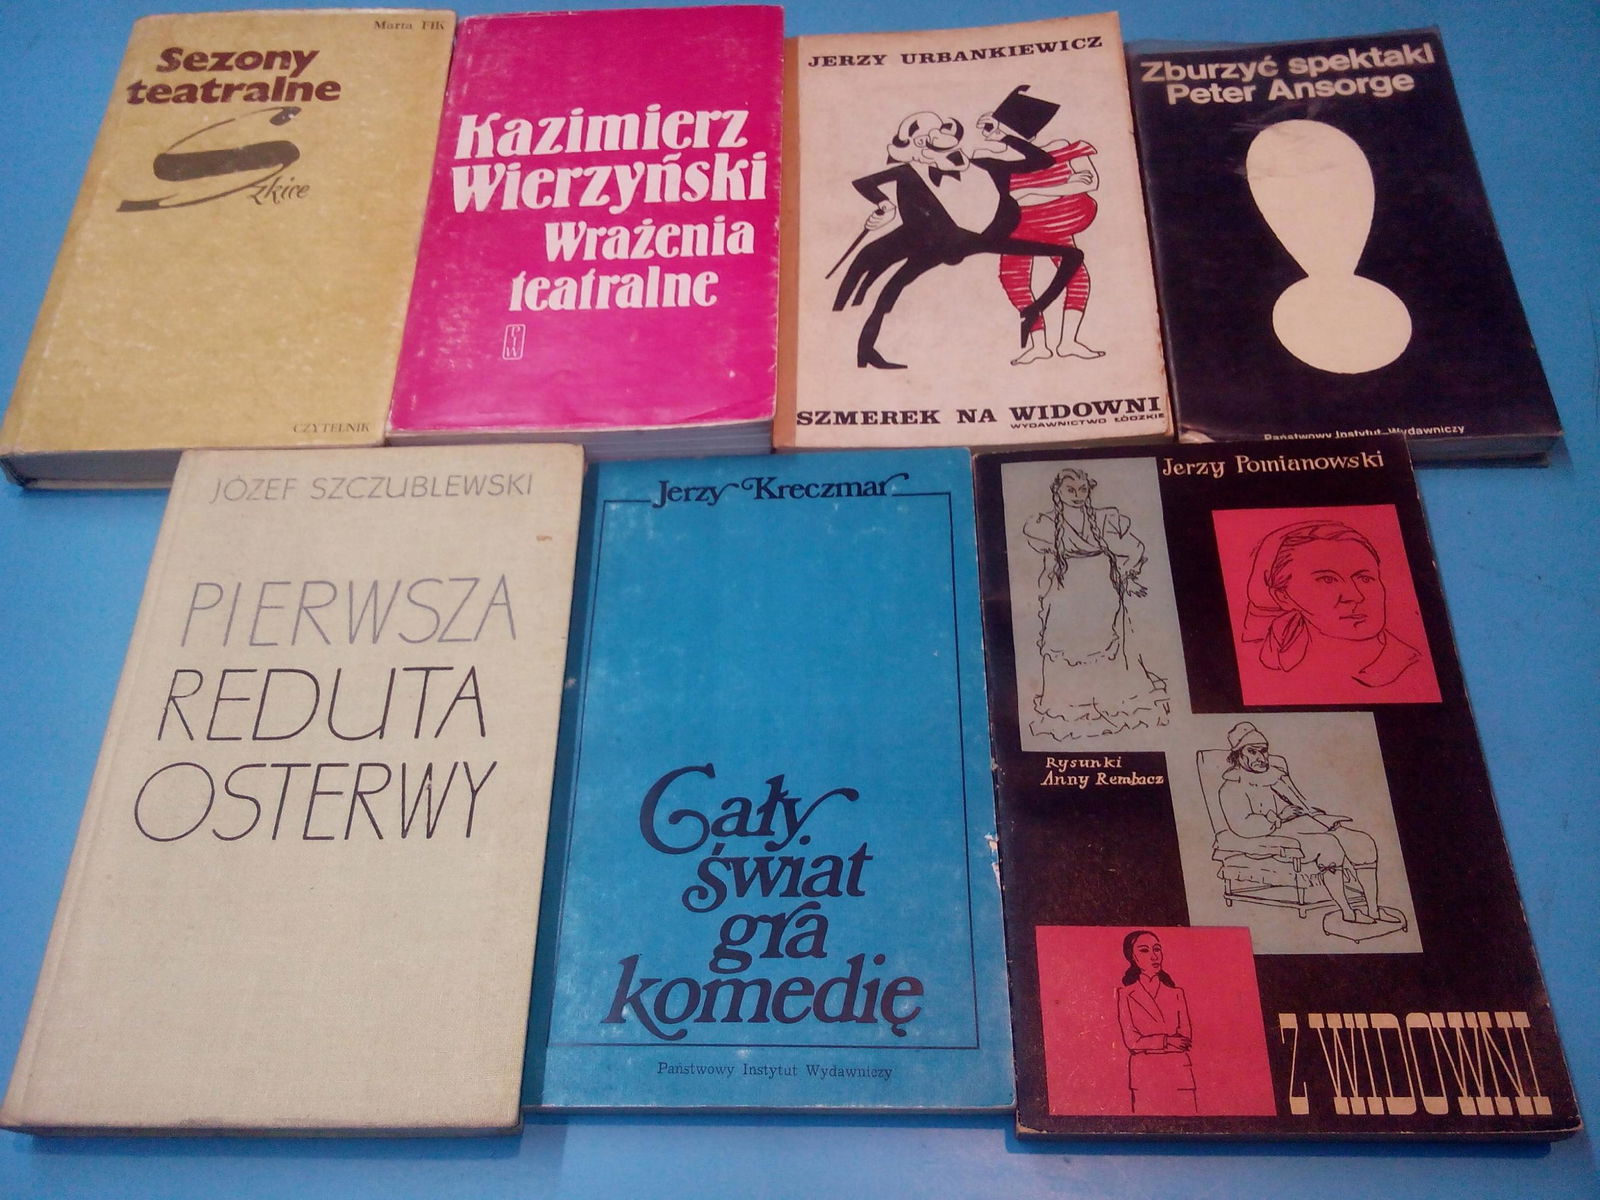 Marta Fik
Sezony
teatralne
Szkice
CZYTELNIK
Kazimierz
Wierzyński
Wrażenia
teatralne
PIW
JERZY URBANKIEWICZ
SZMEREK NA WIDOWNI
WYDAWNICTWO ŁÓDZKIE
Zburzyć spektakl
Peter Ansorge
Państwowy Instytut Wydawniczy
JÓZEF SZCZUBLEWSKI
PIERWSZA
REDUTA
OSTERWY
Jerzy Kreczmar
Cały
świat
gra
komedię
Państwowy Instytut Wydawniczy
Jerzy Pomianowski
Rysunki
Anny Rembacz
Z WIDOWNI